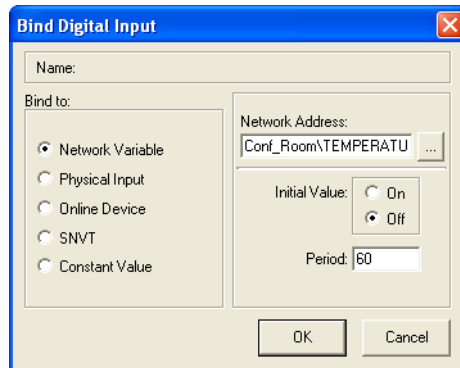 Bind Digital Input
Name:
Bind to:
Network Variable
Physical Input
Online Device
SNVT
Constant Value
Network Address:
Conf_Room\TEMPERATU
...
Initial Value:
On
Off
Period: 60
OK
Cancel